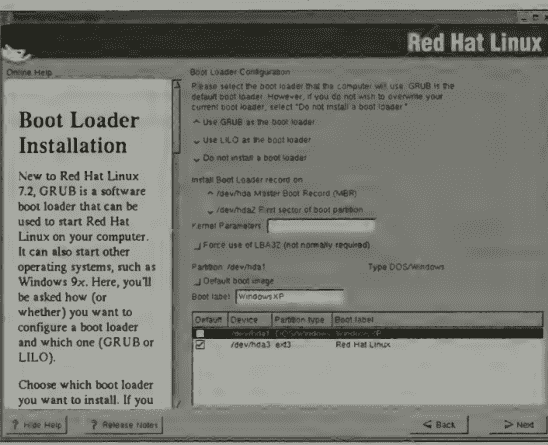 Red Hat Linux
Online Help
Boot Loader
Installation
New to Red Hat Linux
7.2, GRUB is a software
boot loader that can be
used to start Red Hat
Linux on your computer.
It can also start other
operating systems, such as
Windows 9x. Here, you'll
be asked how (or
whether) you want to
configure a boot loader
and which one (GRUB or
LILO).
Choose which boot loader
you want to install. If you
Boot Loader Configuration
Please select the boot loader that the computer will use. GRUB is the
default boot loader. However, if you do not wish to overwrite your
current boot loader, select "Do not install a boot loader."
Use GRUB as the boot loader
Use LILO as the boot loader
Do not install a boot loader
Install Boot Loader record on
/dev/hda Master Boot Record (MBR)
/dev/hda2 First sector of boot partition
Kernel Parameters
Force use of LBA32 (not normally required)
Partition: /dev/hda1 Type DOS/Windows
Default boot image
Boot label: WindowsXP
Default Device Partition type Boot label
/dev/hda1 DOS/Windows WindowsXP
/dev/hda3 ext3 Red Hat Linux
? Hide Help ? Release Notes Back Next